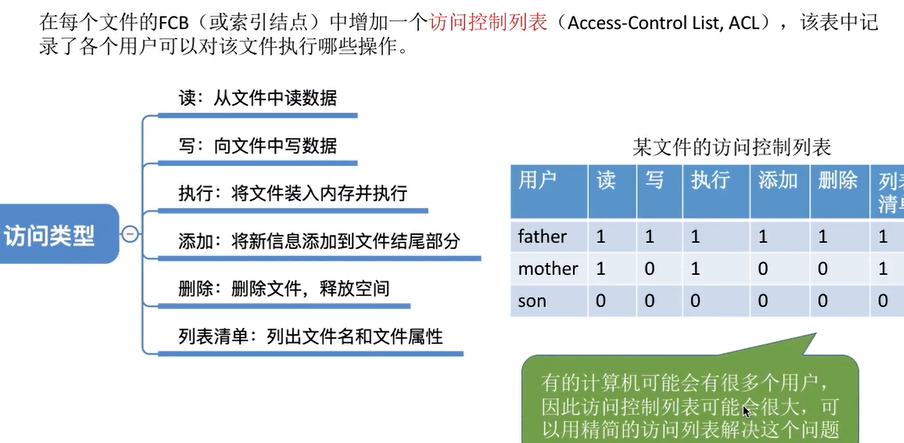 在每个文件的FCB（或索引结点）中增加一个访问控制列表（Access-Control List, ACL），该表中记
录了各个用户可以对该文件执行哪些操作。
访问类型
读：从文件中读数据
写：向文件中写数据
执行：将文件装入内存并执行
添加：将新信息添加到文件结尾部分
删除：删除文件，释放空间
列表清单：列出文件名和文件属性
某文件的访问控制列表
用户 读 写 执行 添加 删除 列表
清单
father 1 1 1 1 1 1
mother 1 0 1 0 0 1
son 0 0 0 0 0 0
有的计算机可能会有很多个用户，
因此访问控制列表可能会很大，可
以用精简的访问列表解决这个问题